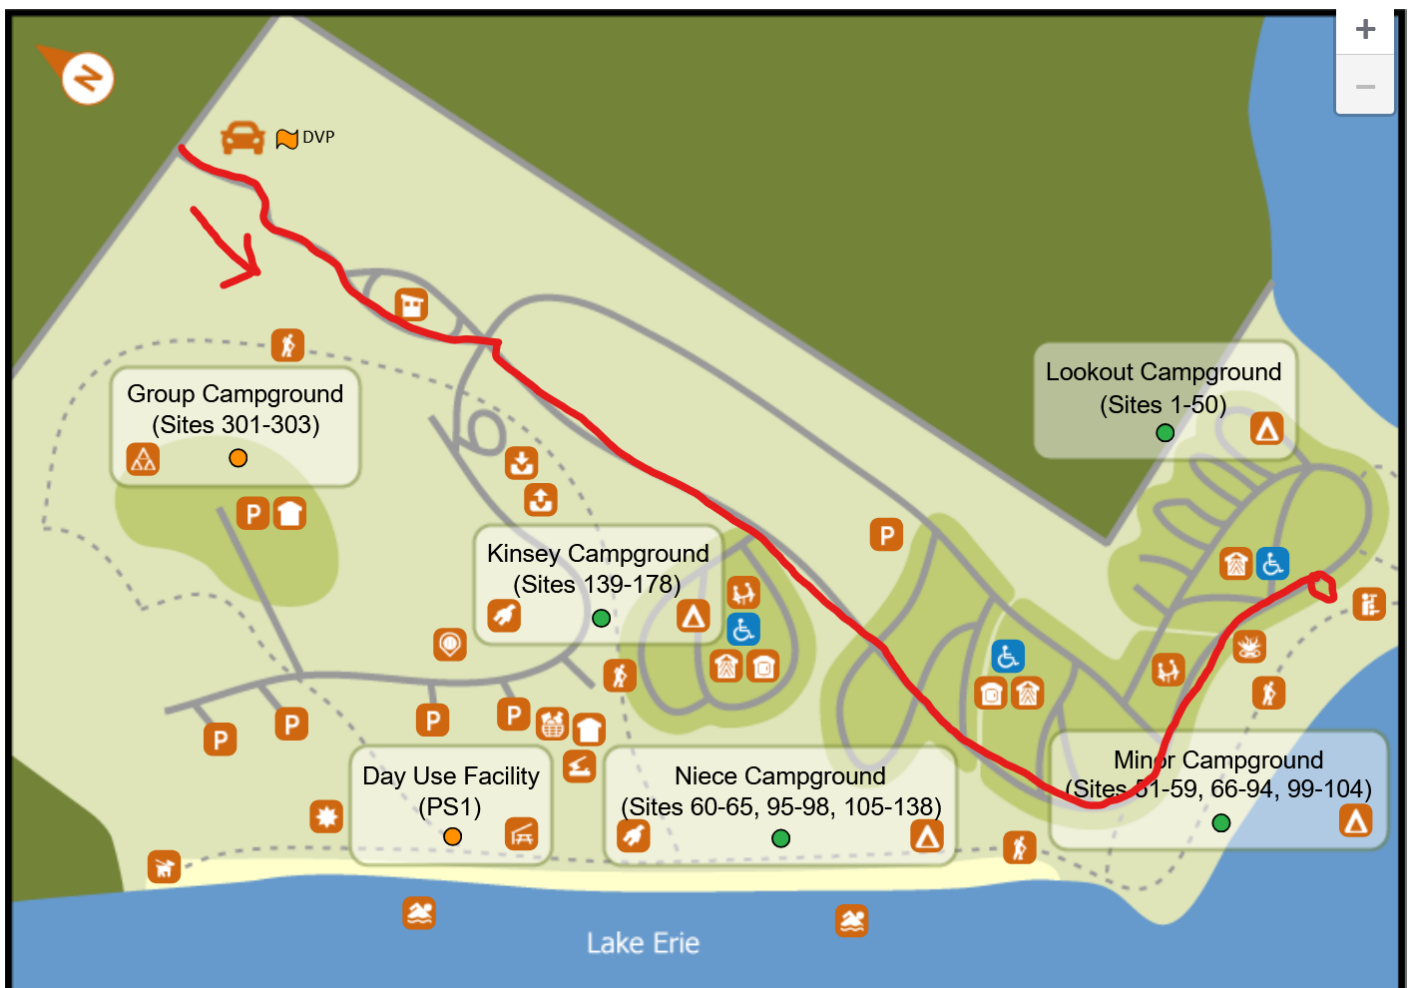 N
DVP
Group Campground
(Sites 301-303)
P
Lookout Campground
(Sites 1-50)
P
Kinsey Campground
(Sites 139-178)
P
P
P
P
Day Use Facility
(PS1)
Niece Campground
(Sites 60-65, 95-98, 105-138)
Minor Campground
(Sites 51-59, 66-94, 99-104)
Lake Erie